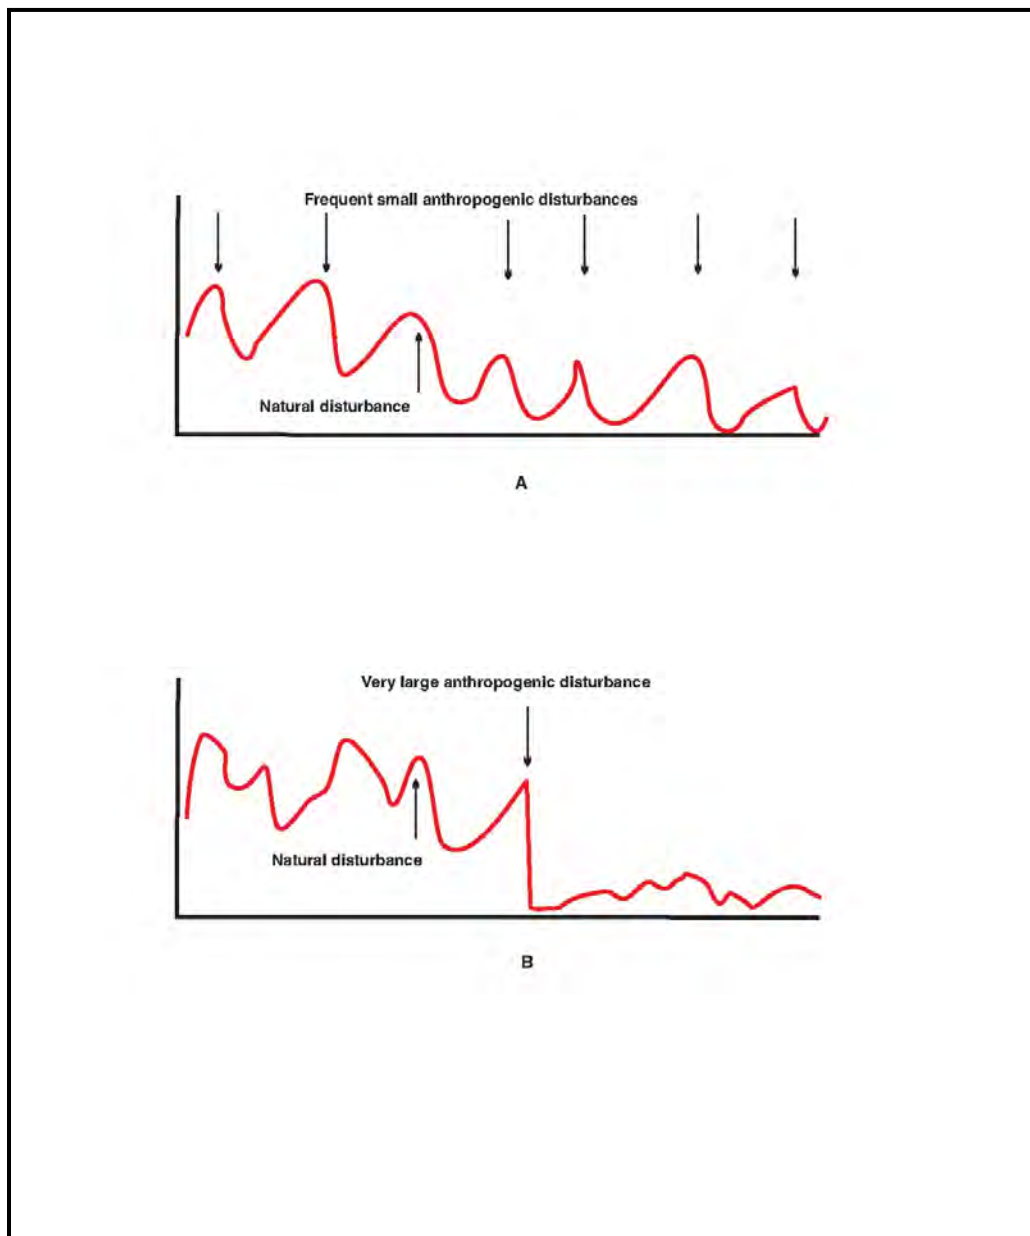 Frequent small anthropogenic disturbances
Natural disturbance
A
Very large anthropogenic disturbance
Natural disturbance
B